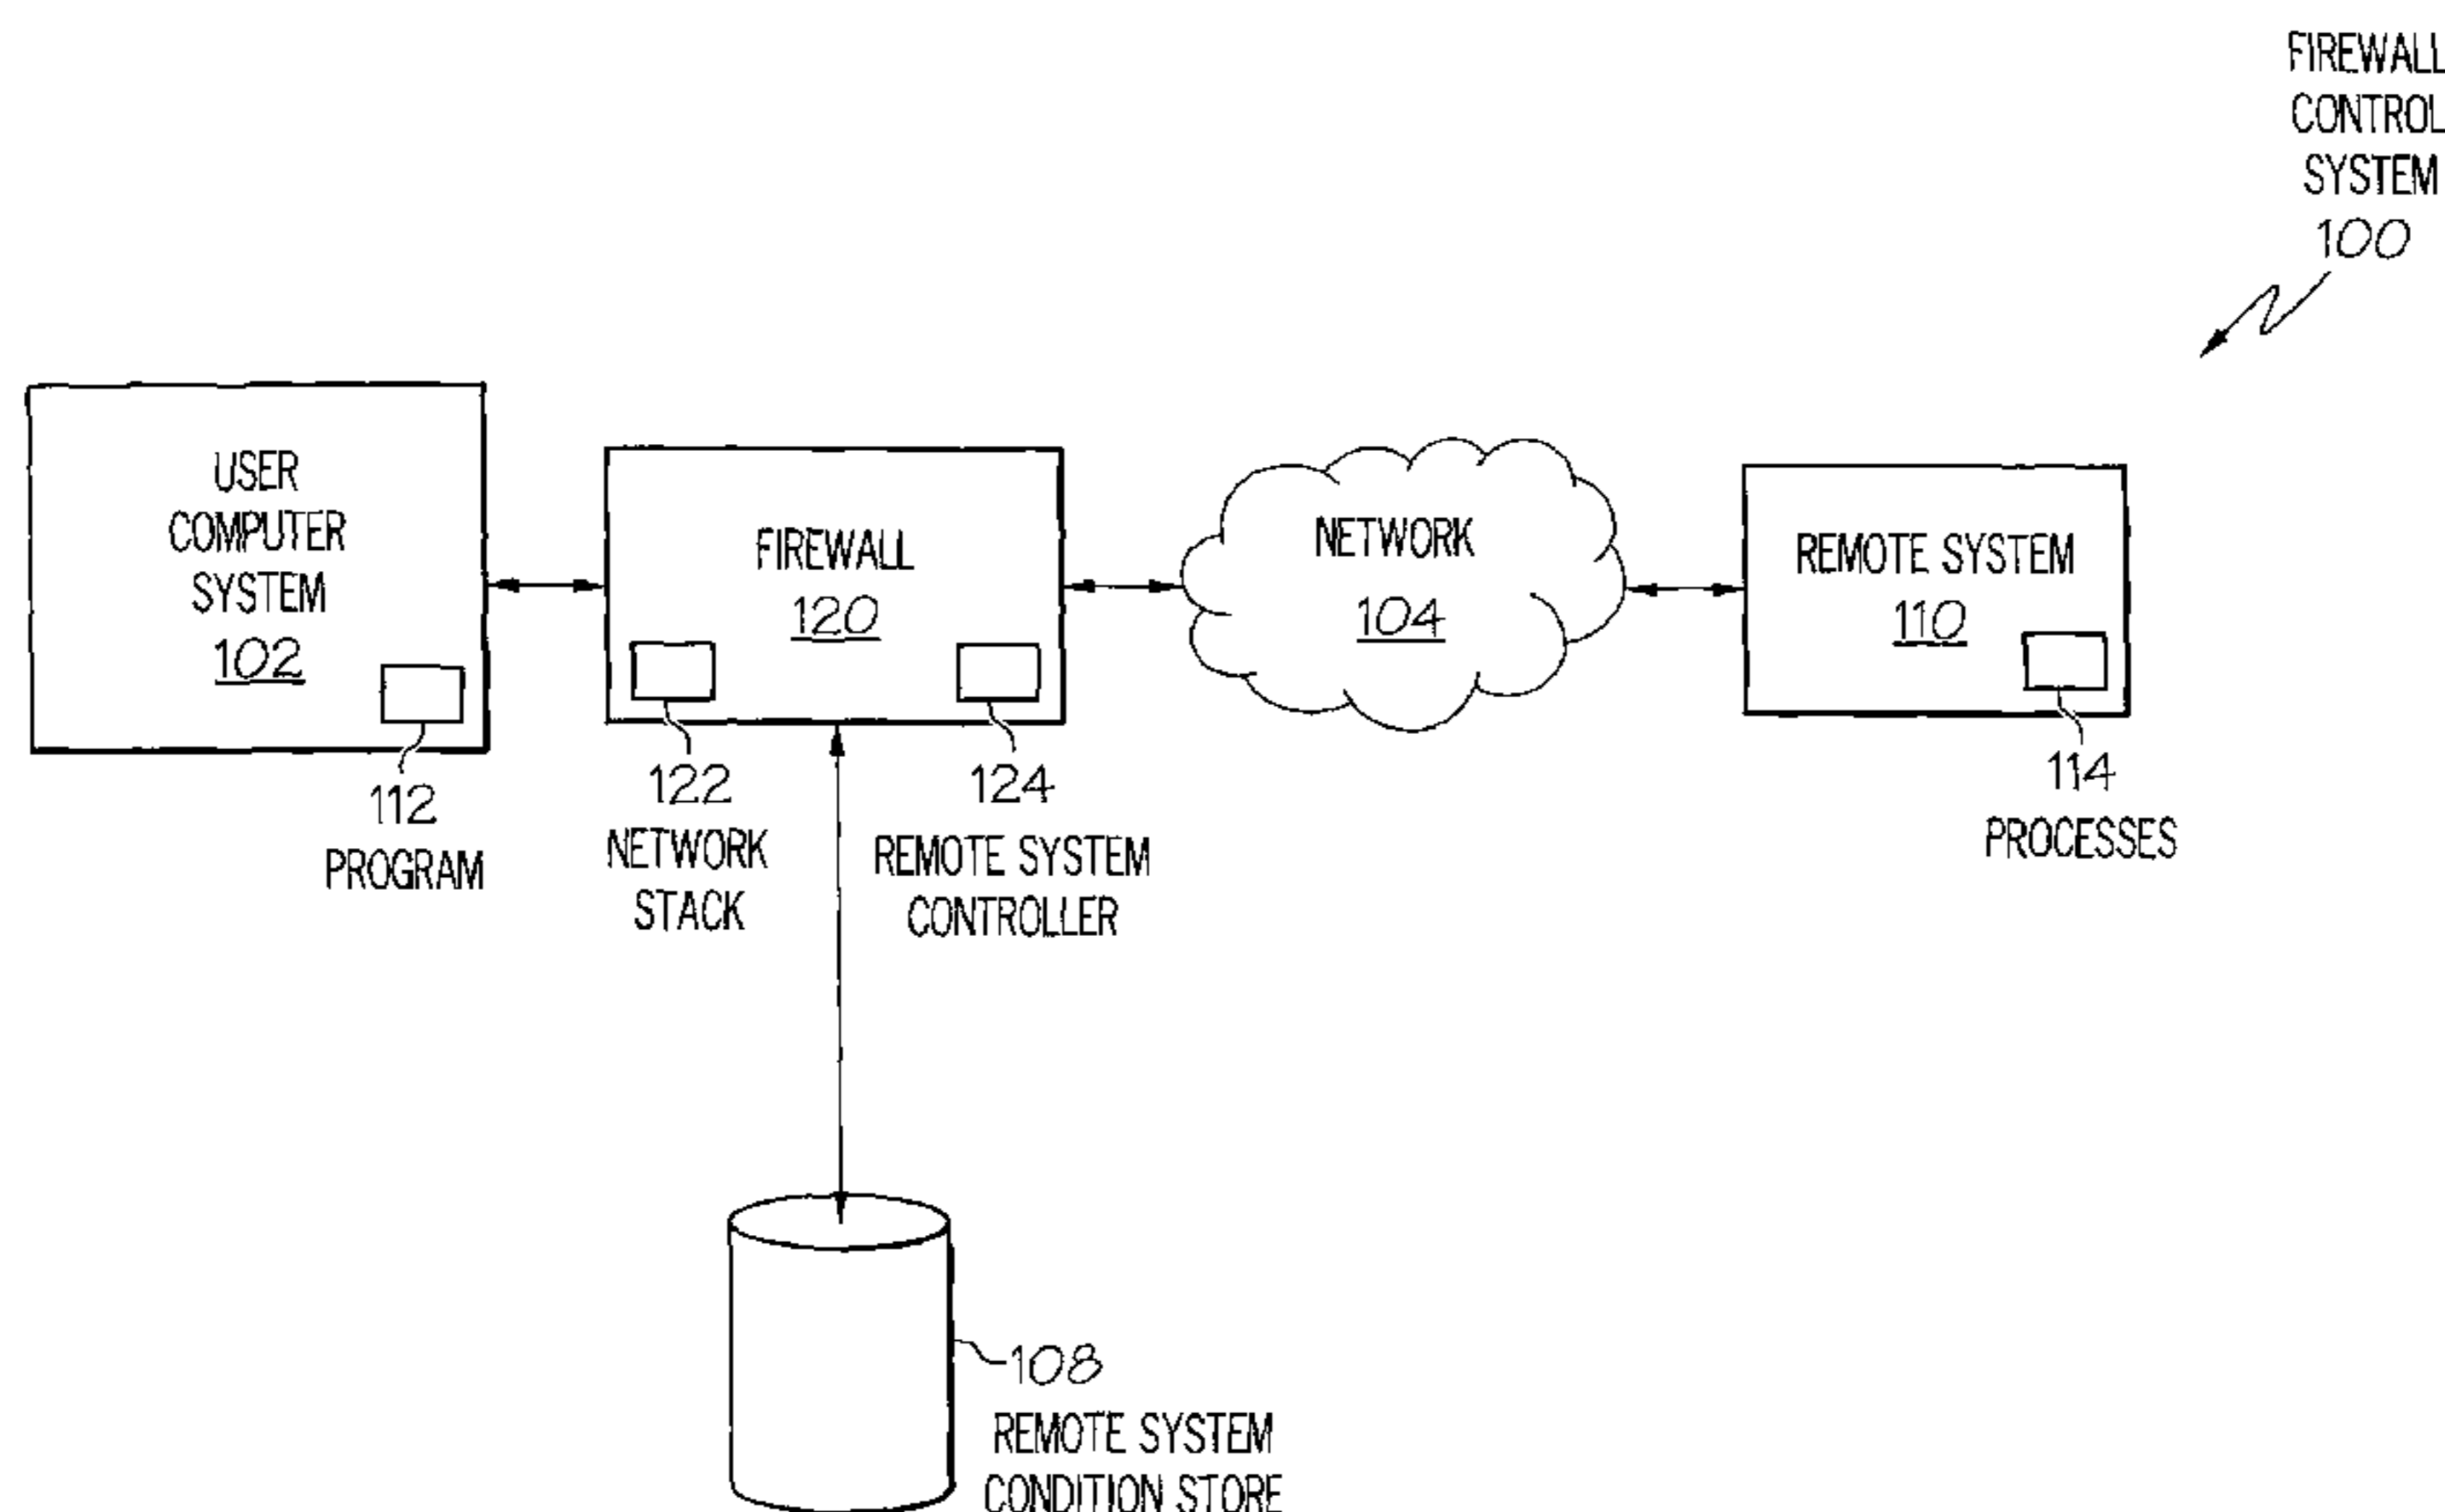 FIREWALL
CONTROL
SYSTEM
100
USER
COMPUTER
SYSTEM
102
112
PROGRAM
FIREWALL
120
122
NETWORK
STACK
124
REMOTE SYSTEM
CONTROLLER
NETWORK
104
REMOTE SYSTEM
110
114
PROCESSES
108
REMOTE SYSTEM
CONDITION STORE